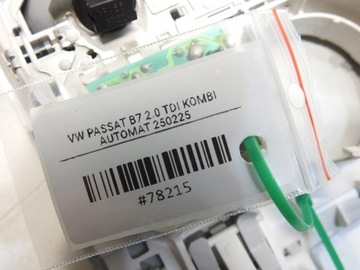 VW PASSAT B7 2.0 TDI KOMBI
AUTOMAT 250225
#78215